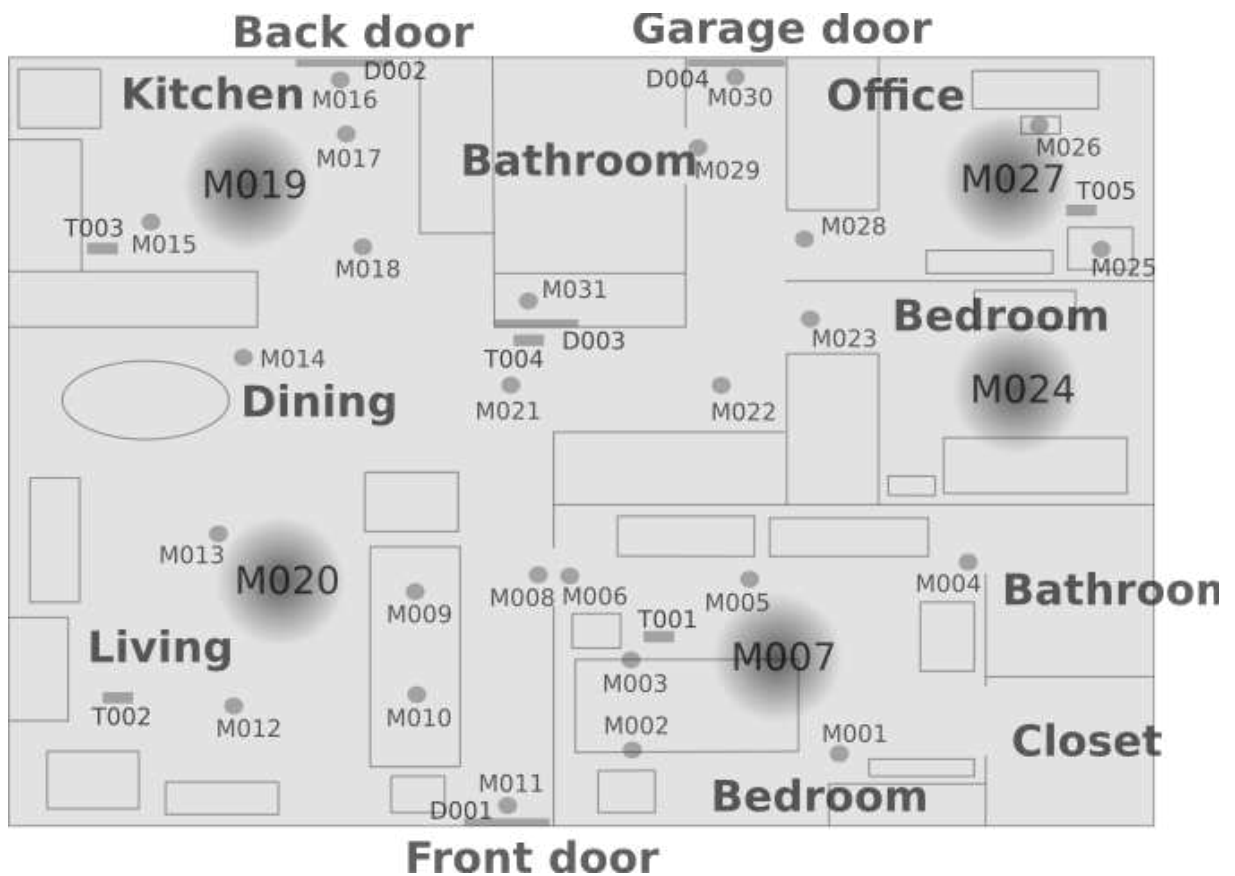 Back door
Garage door
D002
Kitchen
M016
D004
M030
Office
M017
Bathroom
M029
M026
M019
M027
T005
T003
M015
M018
M028
M025
M031
Bedroom
D003
M023
T004
M014
Dining
M021
M022
M024
M013
M020
M008
M006
M005
M004
Bathroom
M009
T001
Living
M007
M003
T002
M012
M010
M002
M001
Closet
M011
Bedroom
D001
Front door